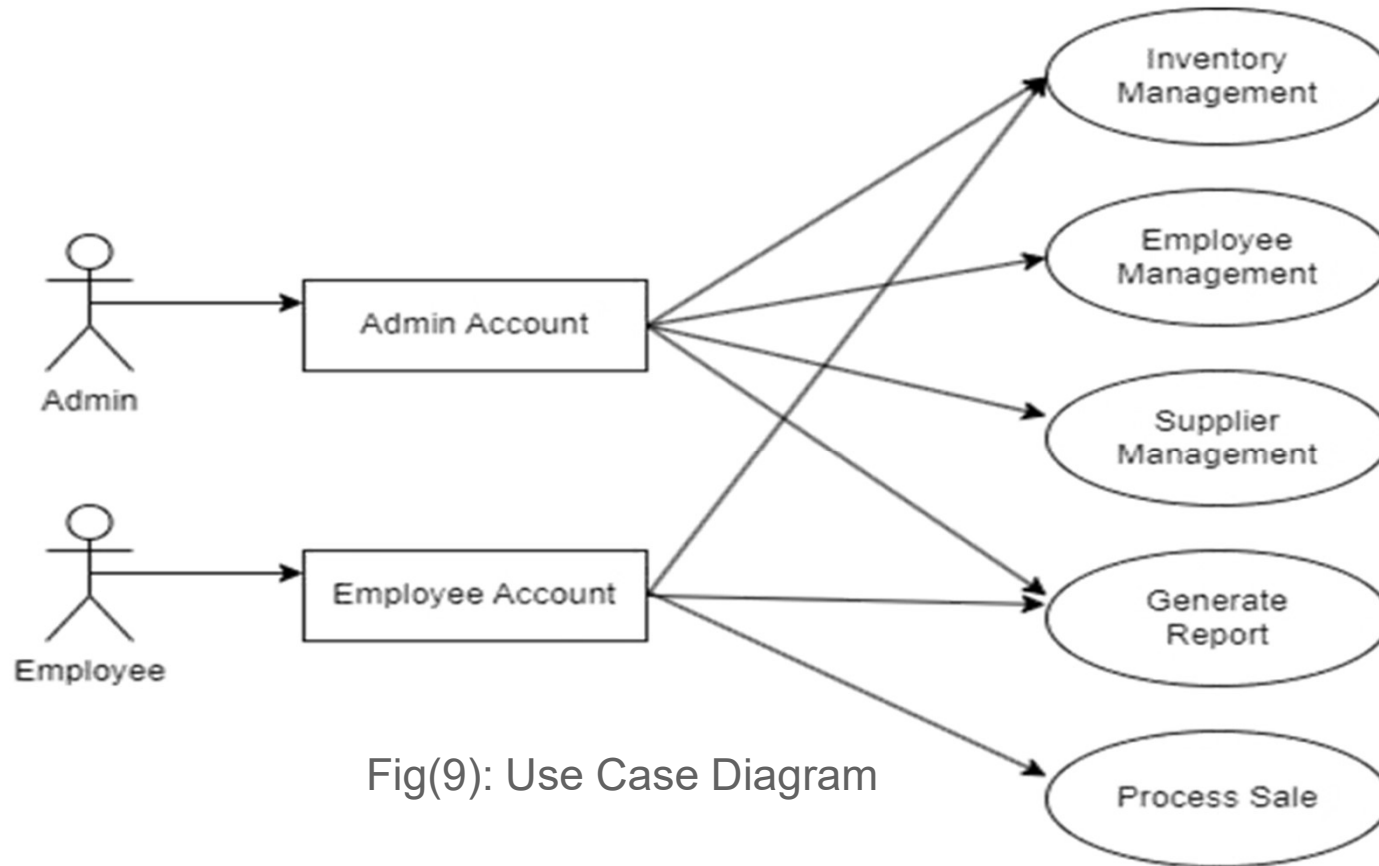 Inventory
Management
Employee
Management
Admin Account
Admin
Supplier
Management
Employee Account
Generate
Report
Employee
Fig(9): Use Case Diagram
Process Sale